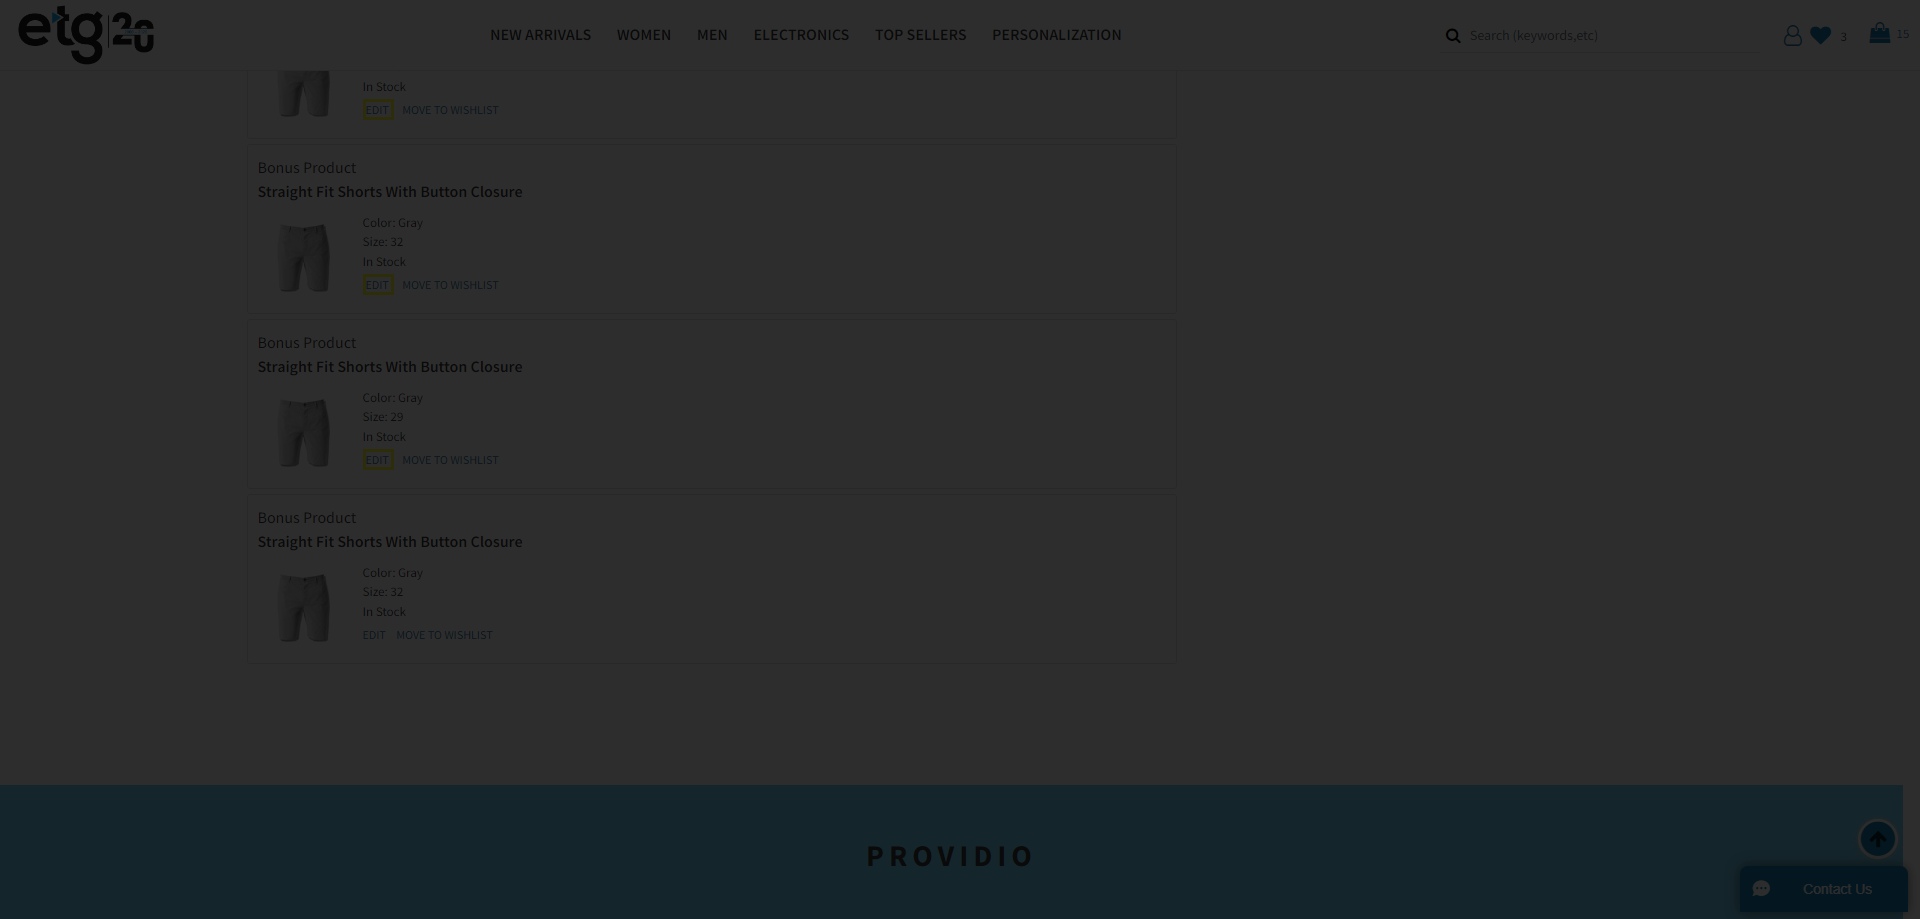 etg 20
NEW ARRIVALS WOMEN MEN ELECTRONICS TOP SELLERS PERSONALIZATION
Search (keywords,etc)
3
15
In Stock
EDIT MOVE TO WISHLIST
Bonus Product
Straight Fit Shorts With Button Closure
Color: Gray
Size: 32
In Stock
EDIT MOVE TO WISHLIST
Bonus Product
Straight Fit Shorts With Button Closure
Color: Gray
Size: 29
In Stock
EDIT MOVE TO WISHLIST
Bonus Product
Straight Fit Shorts With Button Closure
Color: Gray
Size: 32
In Stock
EDIT MOVE TO WISHLIST
PROVIDIO
Contact Us